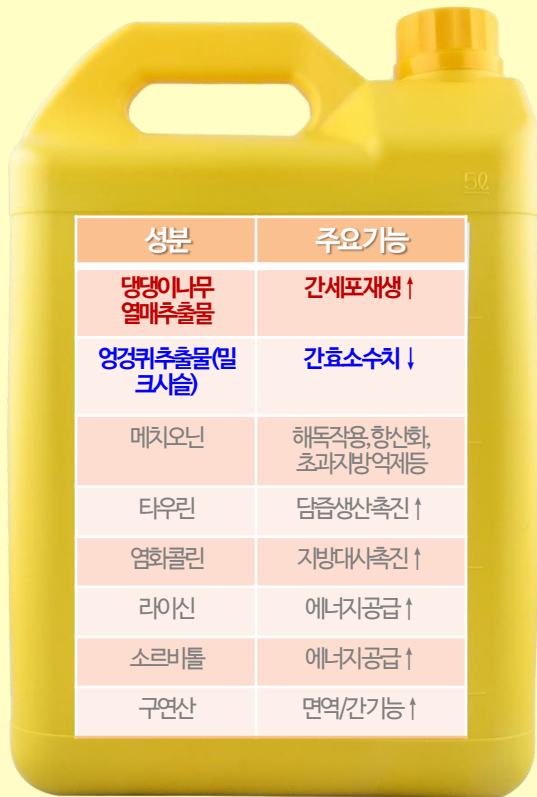 5ℓ
성분 주요기능
댕댕이나무
열매추출물
간세포재생↑
엉겅퀴추출물(밀
크시슬)
간효소수치↓
메치오닌
해독작용,항산화,
초과지방억제등
타우린 담즙생산촉진↑
염화콜린 지방대사촉진↑
라이신 에너지공급↑
소르비톨 에너지공급↑
구연산 면역/간기능↑